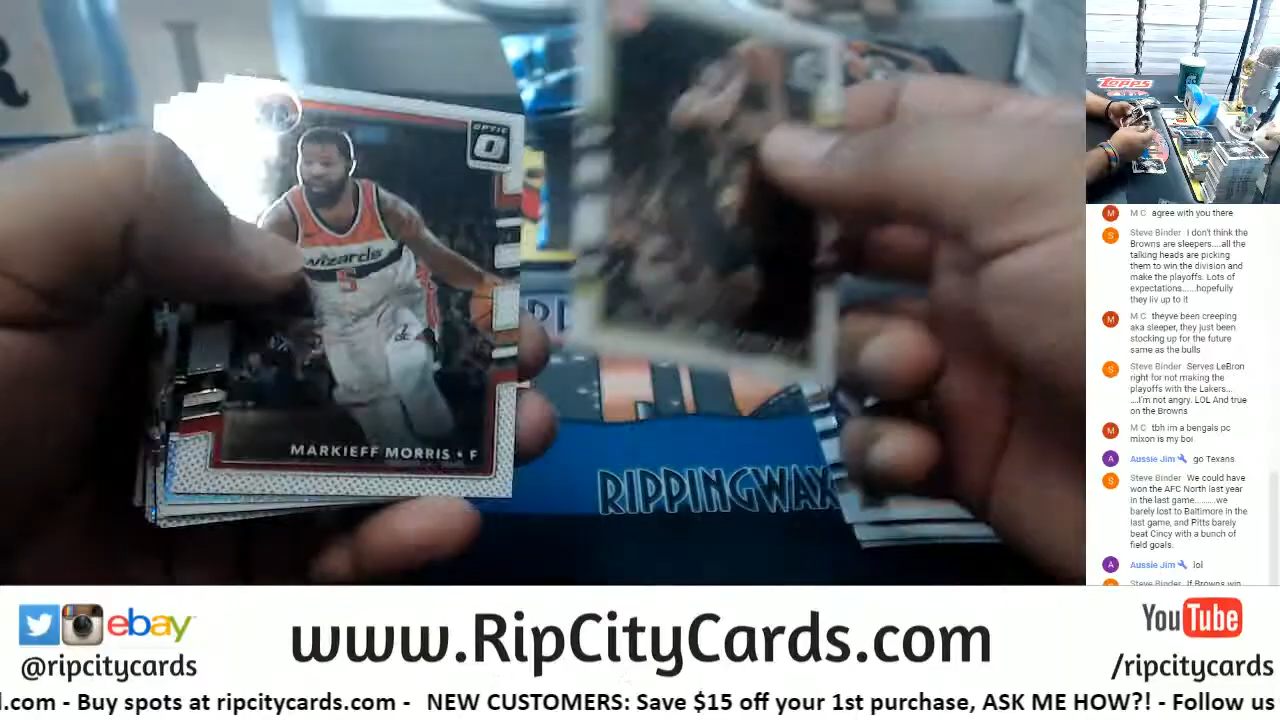 OPTIC
O
wizards
5
MARKIEFF MORRIS • F
RIPPINGWAX
Topps
M C agree with you there
Steve Binder I don't think the
Browns are sleepers....all the
talking heads are picking
them to win the division and
make the playoffs. Lots of
expectations......hopefully
they liv up to it
M C theyve been creeping
aka sleeper, they just been
stocking up for the future
same as the bulls
Steve Binder Serves LeBron
right for not making the
playoffs with the Lakers...
....I'm not angry. LOL And true
on the Browns
M C tbh im a bengals pc
mixon is my boi
Aussie Jim go Texans
Steve Binder We could have
won the AFC North last year
in the last game.........we
barely lost to Baltimore in the
last game, and Pitts barely
beat Cincy with a bunch of
field goals.
Aussie Jim lol
Steve Binder If Browns win
ebay
@ripcitycards
www.RipCityCards.com
YouTube
/ripcitycards
l.com - Buy spots at ripcitycards.com - NEW CUSTOMERS: Save $15 off your 1st purchase, ASK ME HOW?! - Follow us